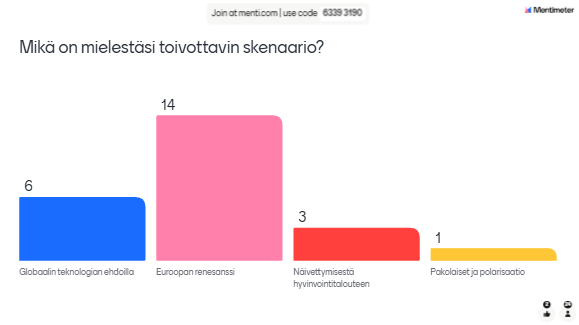 Join at menti.com | use code 6339 3190
Mentimeter
Mikä on mielestäsi toivottavin skenaario?
6
14
3
1
Globaalin teknologian ehdoilla
Euroopan renesanssi
Näivettymisestä
hyvinvointitalouteen
Pakolaiset ja polarisaatio